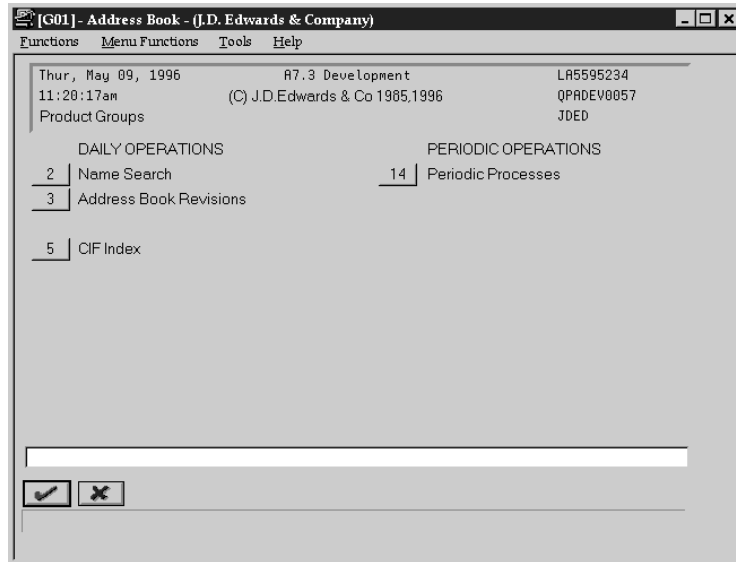 [G01] - Address Book - (J.D. Edwards & Company)
Functions Menu Functions Tools Help
Thur, May 09, 1996 A7.3 Development LA5595234
11:20:17am (C) J.D.Edwards & Co 1985,1996 QPADEV0057
Product Groups JDED
DAILY OPERATIONS PERIODIC OPERATIONS
2 Name Search 14 Periodic Processes
3 Address Book Revisions
5 CIF Index